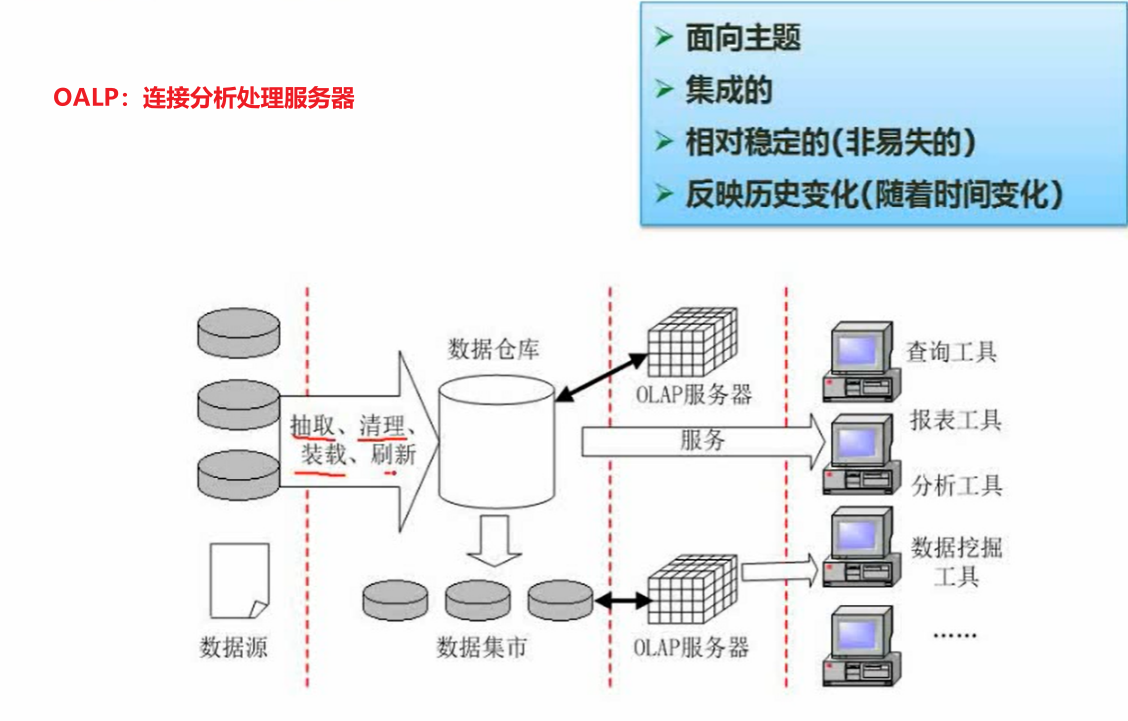 面向主题
集成的
相对稳定的(非易失的)
反映历史变化(随着时间变化)
OALP：连接分析处理服务器
数据仓库
OLAP服务器
查询工具
抽取、清理、
装载、刷新
服务
报表工具
分析工具
数据挖掘
工具
数据源
数据集市
OLAP服务器
……